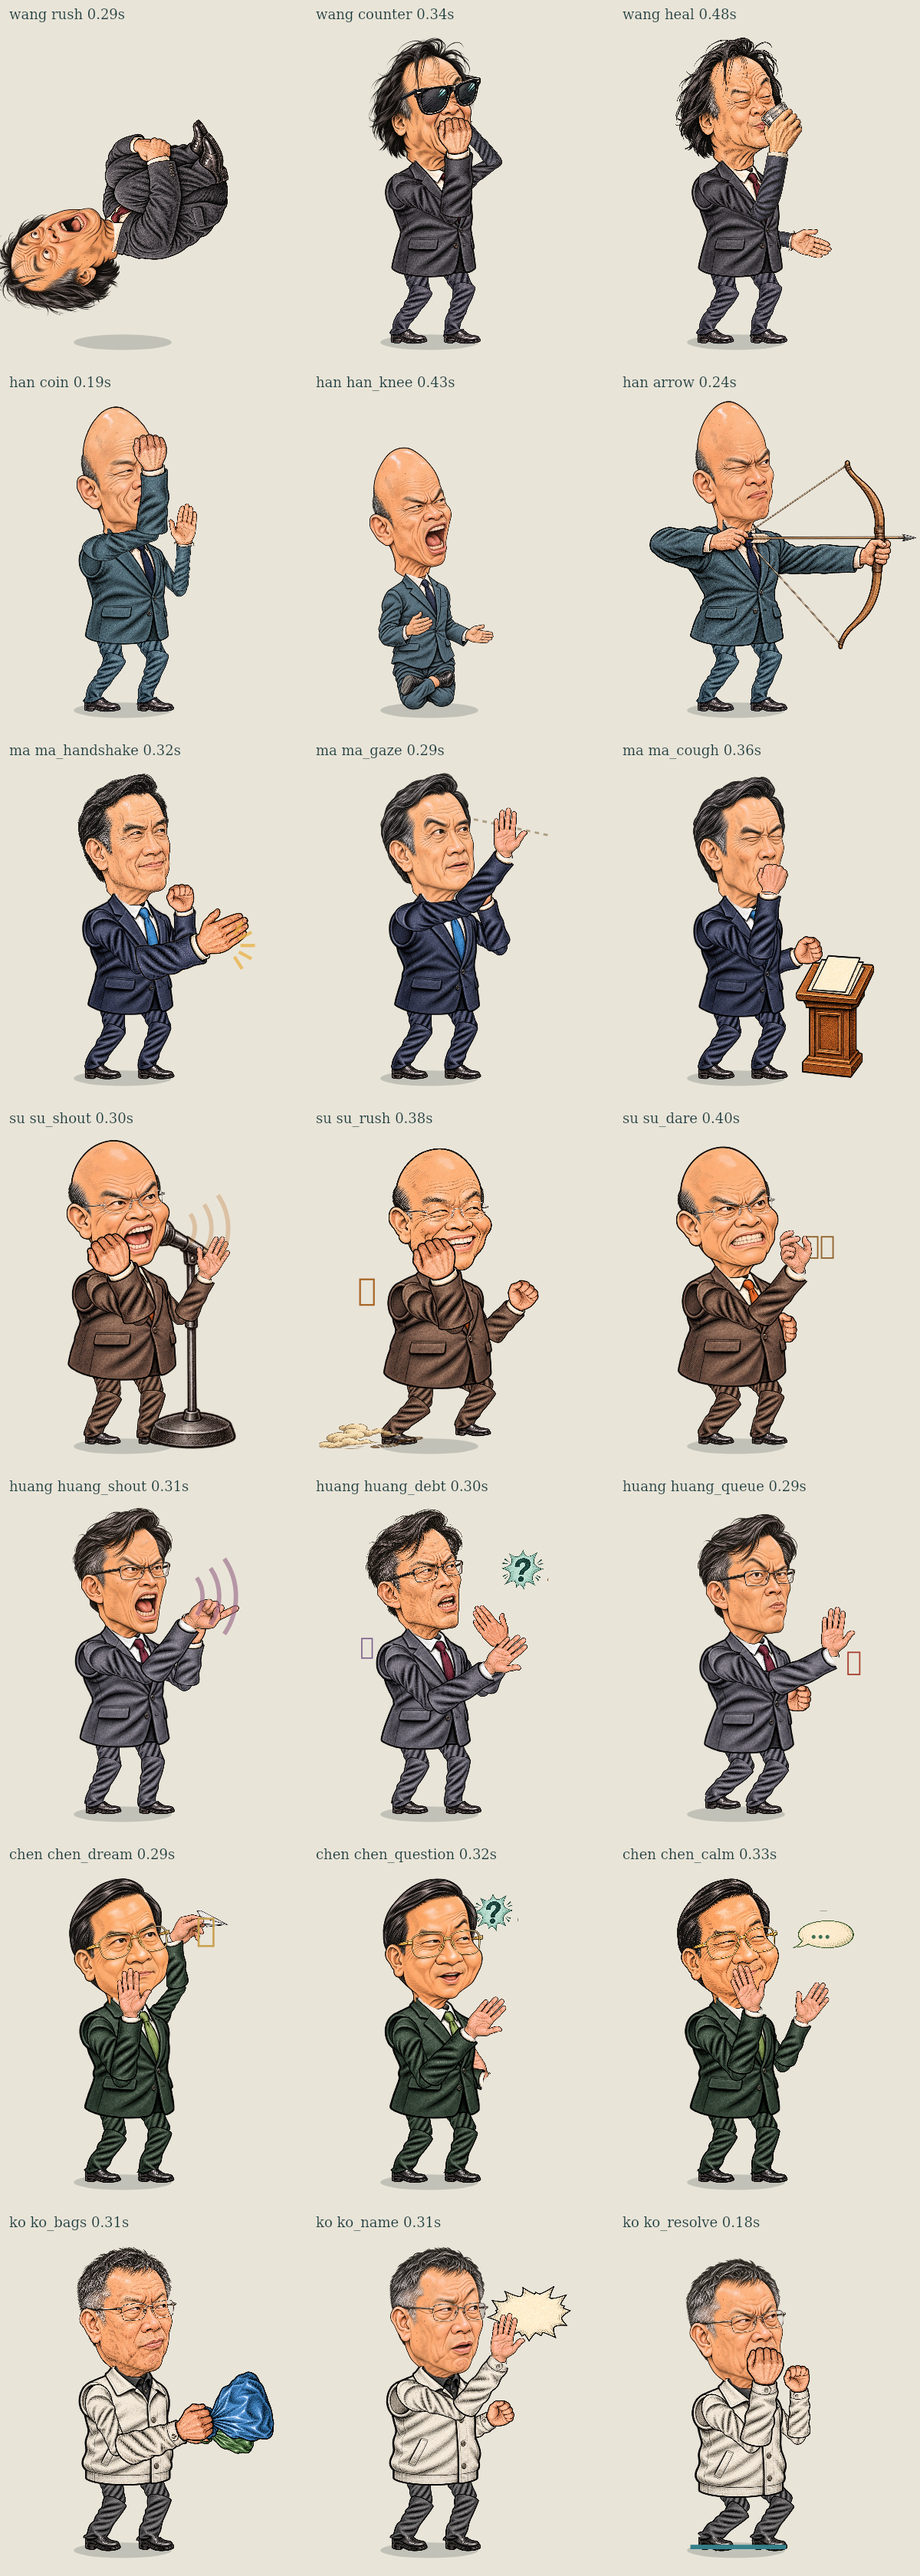 wang rush 0.29s
wang counter 0.34s
wang heal 0.48s
han coin 0.19s
han han_knee 0.43s
han arrow 0.24s
ma ma_handshake 0.32s
ma ma_gaze 0.29s
ma ma_cough 0.36s
su su_shout 0.30s
su su_rush 0.38s
su su_dare 0.40s
huang huang_shout 0.31s
huang huang_debt 0.30s
huang huang_queue 0.29s
?
chen chen_dream 0.29s
chen chen_question 0.32s
chen chen_calm 0.33s
?
...
ko ko_bags 0.31s
ko ko_name 0.31s
ko ko_resolve 0.18s